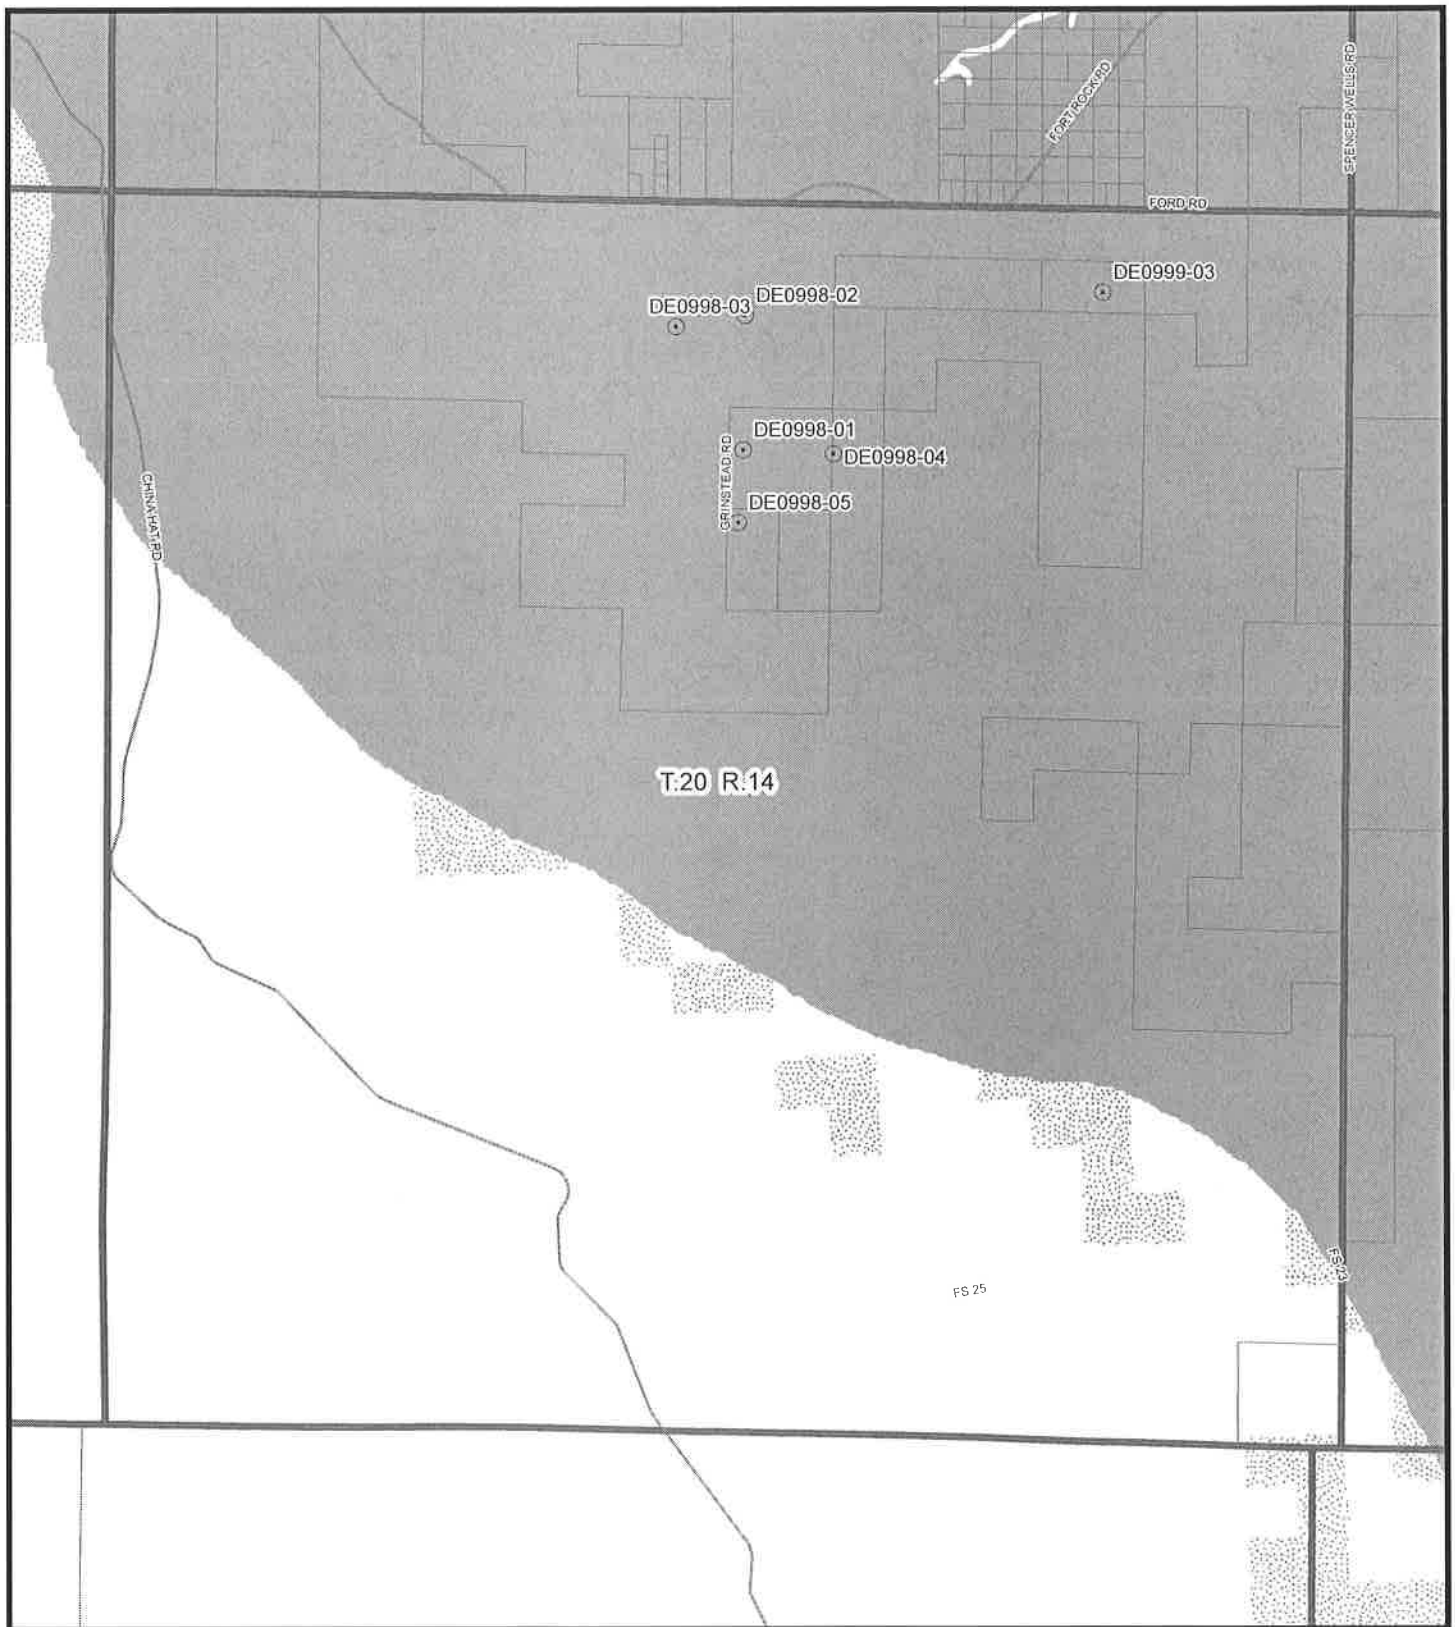 SPENCER WELLS RD
FORT ROCK RD
FORD RD
DE0999-03
DE0998-02
DE0998-03
DE0998-01
DE0998-04
GRINSTEAD RD
DE0998-05
CHINA HAT RD
T.20 R.14
FS 23
FS 25